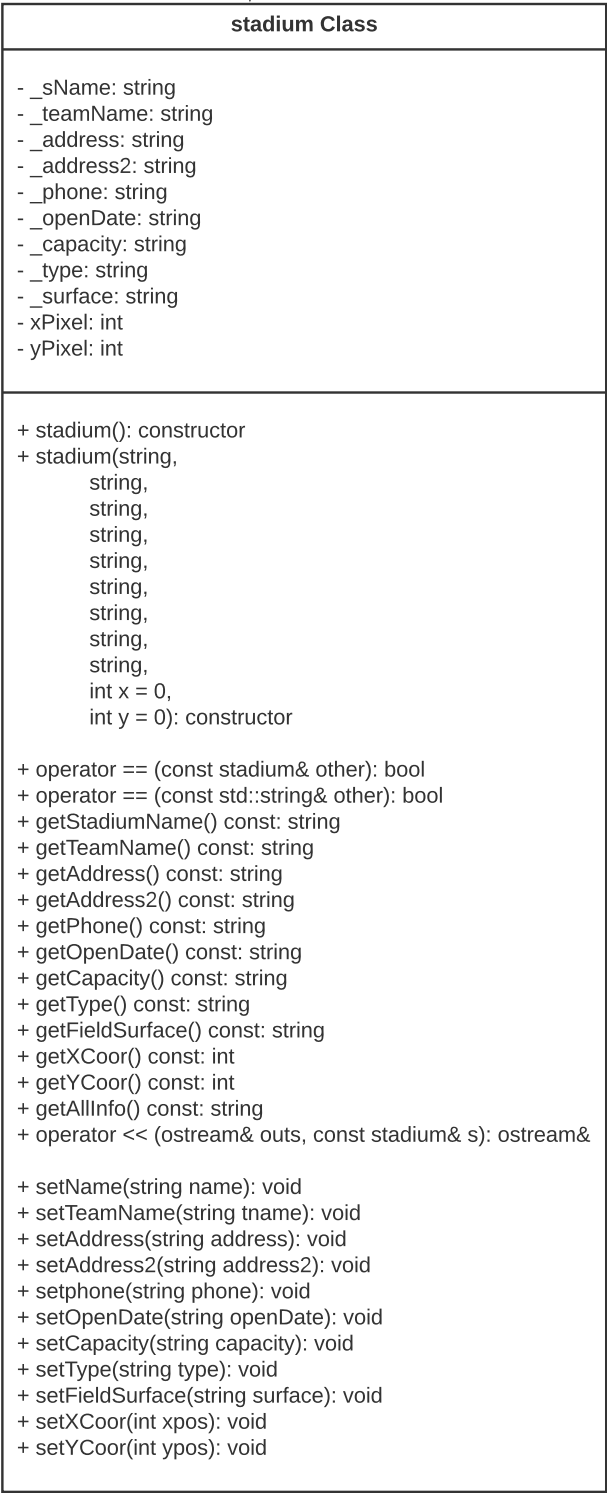 stadium Class
- _sName: string
- _teamName: string
- _address: string
- _address2: string
- _phone: string
- _openDate: string
- _capacity: string
- _type: string
- _surface: string
- xPixel: int
- yPixel: int
+ stadium(): constructor
+ stadium(string,
string,
string,
string,
string,
string,
string,
string,
string,
int x = 0,
int y = 0): constructor
+ operator == (const stadium& other): bool
+ operator == (const std::string& other): bool
+ getStadiumName() const: string
+ getTeamName() const: string
+ getAddress() const: string
+ getAddress2() const: string
+ getPhone() const: string
+ getOpenDate() const: string
+ getCapacity() const: string
+ getType() const: string
+ getFieldSurface() const: string
+ getXCoor() const: int
+ getYCoor() const: int
+ getAllInfo() const: string
+ operator << (ostream& outs, const stadium& s): ostream&
+ setName(string name): void
+ setTeamName(string tname): void
+ setAddress(string address): void
+ setAddress2(string address2): void
+ setphone(string phone): void
+ setOpenDate(string openDate): void
+ setCapacity(string capacity): void
+ setType(string type): void
+ setFieldSurface(string surface): void
+ setXCoor(int xpos): void
+ setYCoor(int ypos): void